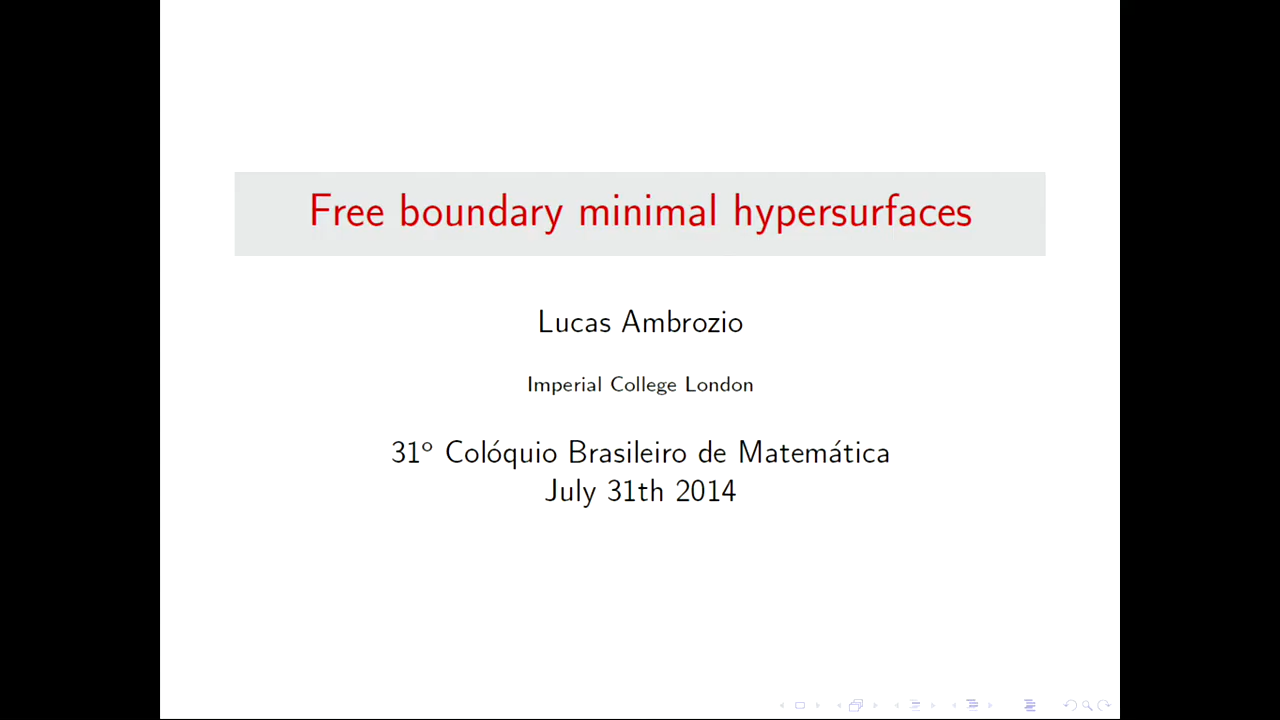 Free boundary minimal hypersurfaces
Lucas Ambrozio
Imperial College London
31º Colóquio Brasileiro de Matemática
July 31th 2014